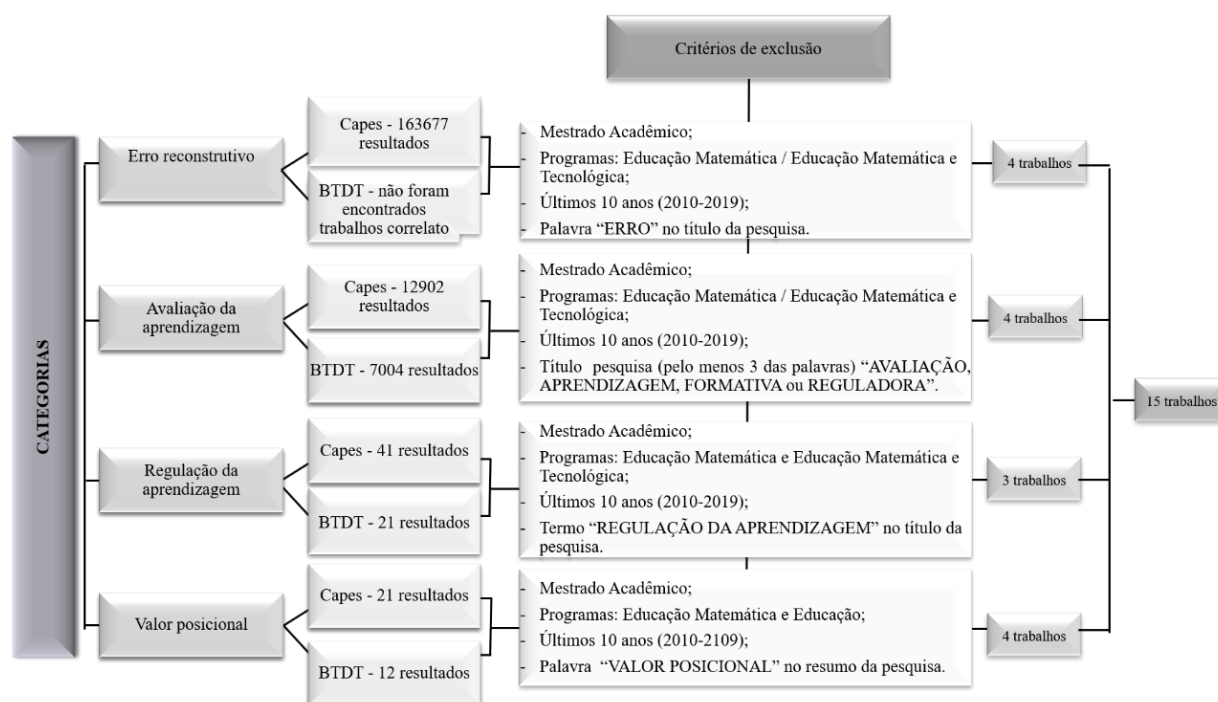 Critérios de exclusão
CATEGORIAS
Erro reconstrutivo
Capes - 163677
resultados
BTDT - não foram
encontrados
trabalhos correlato
- Mestrado Acadêmico;
- Programas: Educação Matemática / Educação Matemática e
Tecnológica;
- Últimos 10 anos (2010-2019);
- Palavra “ERRO” no título da pesquisa.
4 trabalhos
Avaliação da
aprendizagem
Capes - 12902
resultados
BTDT - 7004 resultados
- Mestrado Acadêmico;
- Programas: Educação Matemática / Educação Matemática e
Tecnológica;
- Últimos 10 anos (2010-2019);
- Título pesquisa (pelo menos 3 das palavras) “AVALIAÇÃO,
APRENDIZAGEM, FORMATIVA ou REGULADORA”.
4 trabalhos
Regulação da
aprendizagem
Capes - 41 resultados
BTDT - 21 resultados
- Mestrado Acadêmico;
- Programas: Educação Matemática e Educação Matemática e
Tecnológica;
- Últimos 10 anos (2010-2019);
- Termo “REGULAÇÃO DA APRENDIZAGEM” no título da
pesquisa.
3 trabalhos
Valor posicional
Capes - 21 resultados
BTDT - 12 resultados
- Mestrado Acadêmico;
- Programas: Educação Matemática e Educação;
- Últimos 10 anos (2010-2109)
- Palavra “VALOR POSICIONAL” no resumo da pesquisa.
4 trabalhos
15 trabalhos